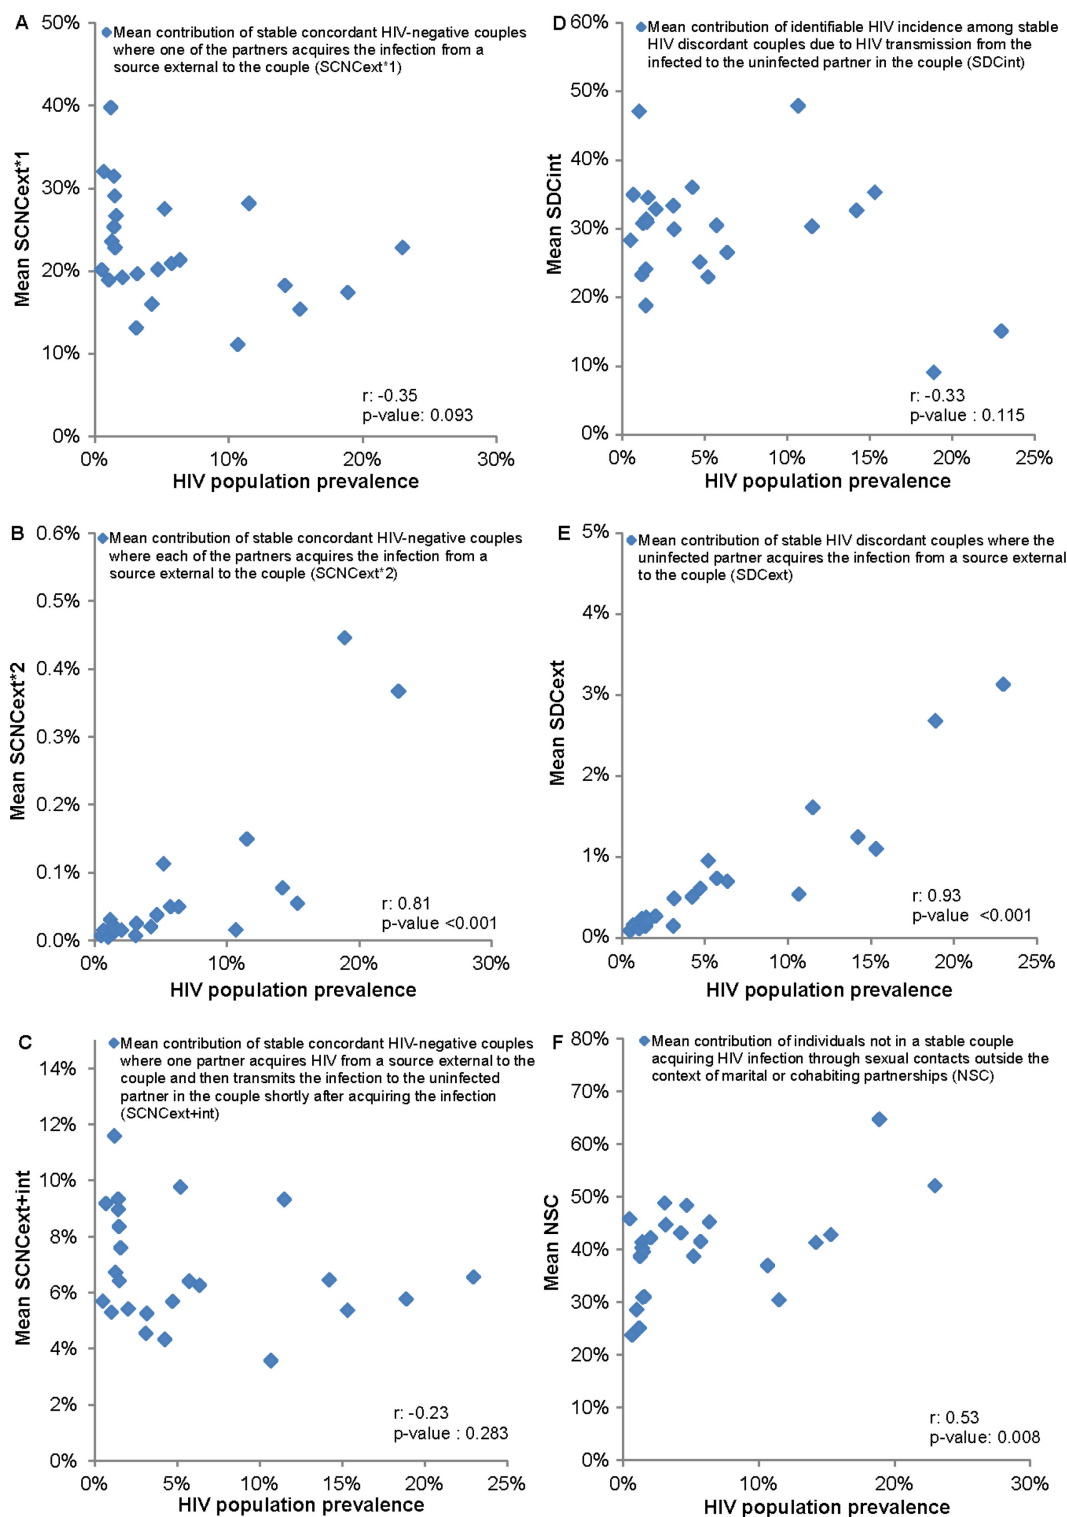 A
Mean contribution of stable concordant HIV-negative couples
where one of the partners acquires the infection from a
source external to the couple (SCNCext*1)
50%
40%
30%
20%
10%
0%
Mean SCNCext*1
r: -0.35
p-value: 0.093
0% 10% 20% 30%
HIV population prevalence
D
Mean contribution of identifiable HIV incidence among stable
HIV discordant couples due to HIV transmission from the
infected to the uninfected partner in the couple (SDCint)
60%
50%
40%
30%
20%
10%
0%
Mean SDCint
r: -0.33
p-value : 0.115
0% 5% 10% 15% 20% 25%
HIV population prevalence
B
Mean contribution of stable concordant HIV-negative couples
where each of the partners acquires the infection from a
source external to the couple (SCNCext*2)
0.6%
0.5%
0.4%
0.3%
0.2%
0.1%
0.0%
Mean SCNCext*2
r: 0.81
p-value <0.001
0% 10% 20% 30%
HIV population prevalence
E
Mean contribution of stable HIV discordant couples where the
uninfected partner acquires the infection from a source external
to the couple (SDCext)
5%
4%
3%
2%
1%
0%
Mean SDCext
r: 0.93
p-value <0.001
0% 5% 10% 15% 20% 25%
HIV population prevalence
C
Mean contribution of stable concordant HIV-negative couples
where one partner acquires HIV from a source external to the
couple and then transmits the infection to the uninfected
partner in the couple shortly after acquiring the infection
(SCNCext+int)
14%
12%
10%
8%
6%
4%
2%
0%
Mean SCNCext+int
r: -0.23
p-value : 0.283
0% 5% 10% 15% 20% 25%
HIV population prevalence
F
Mean contribution of individuals not in a stable couple
acquiring HIV infection through sexual contacts outside the
context of marital or cohabiting partnerships (NSC)
80%
70%
60%
50%
40%
30%
20%
10%
0%
Mean NSC
r: 0.53
p-value: 0.008
0% 10% 20% 30%
HIV population prevalence